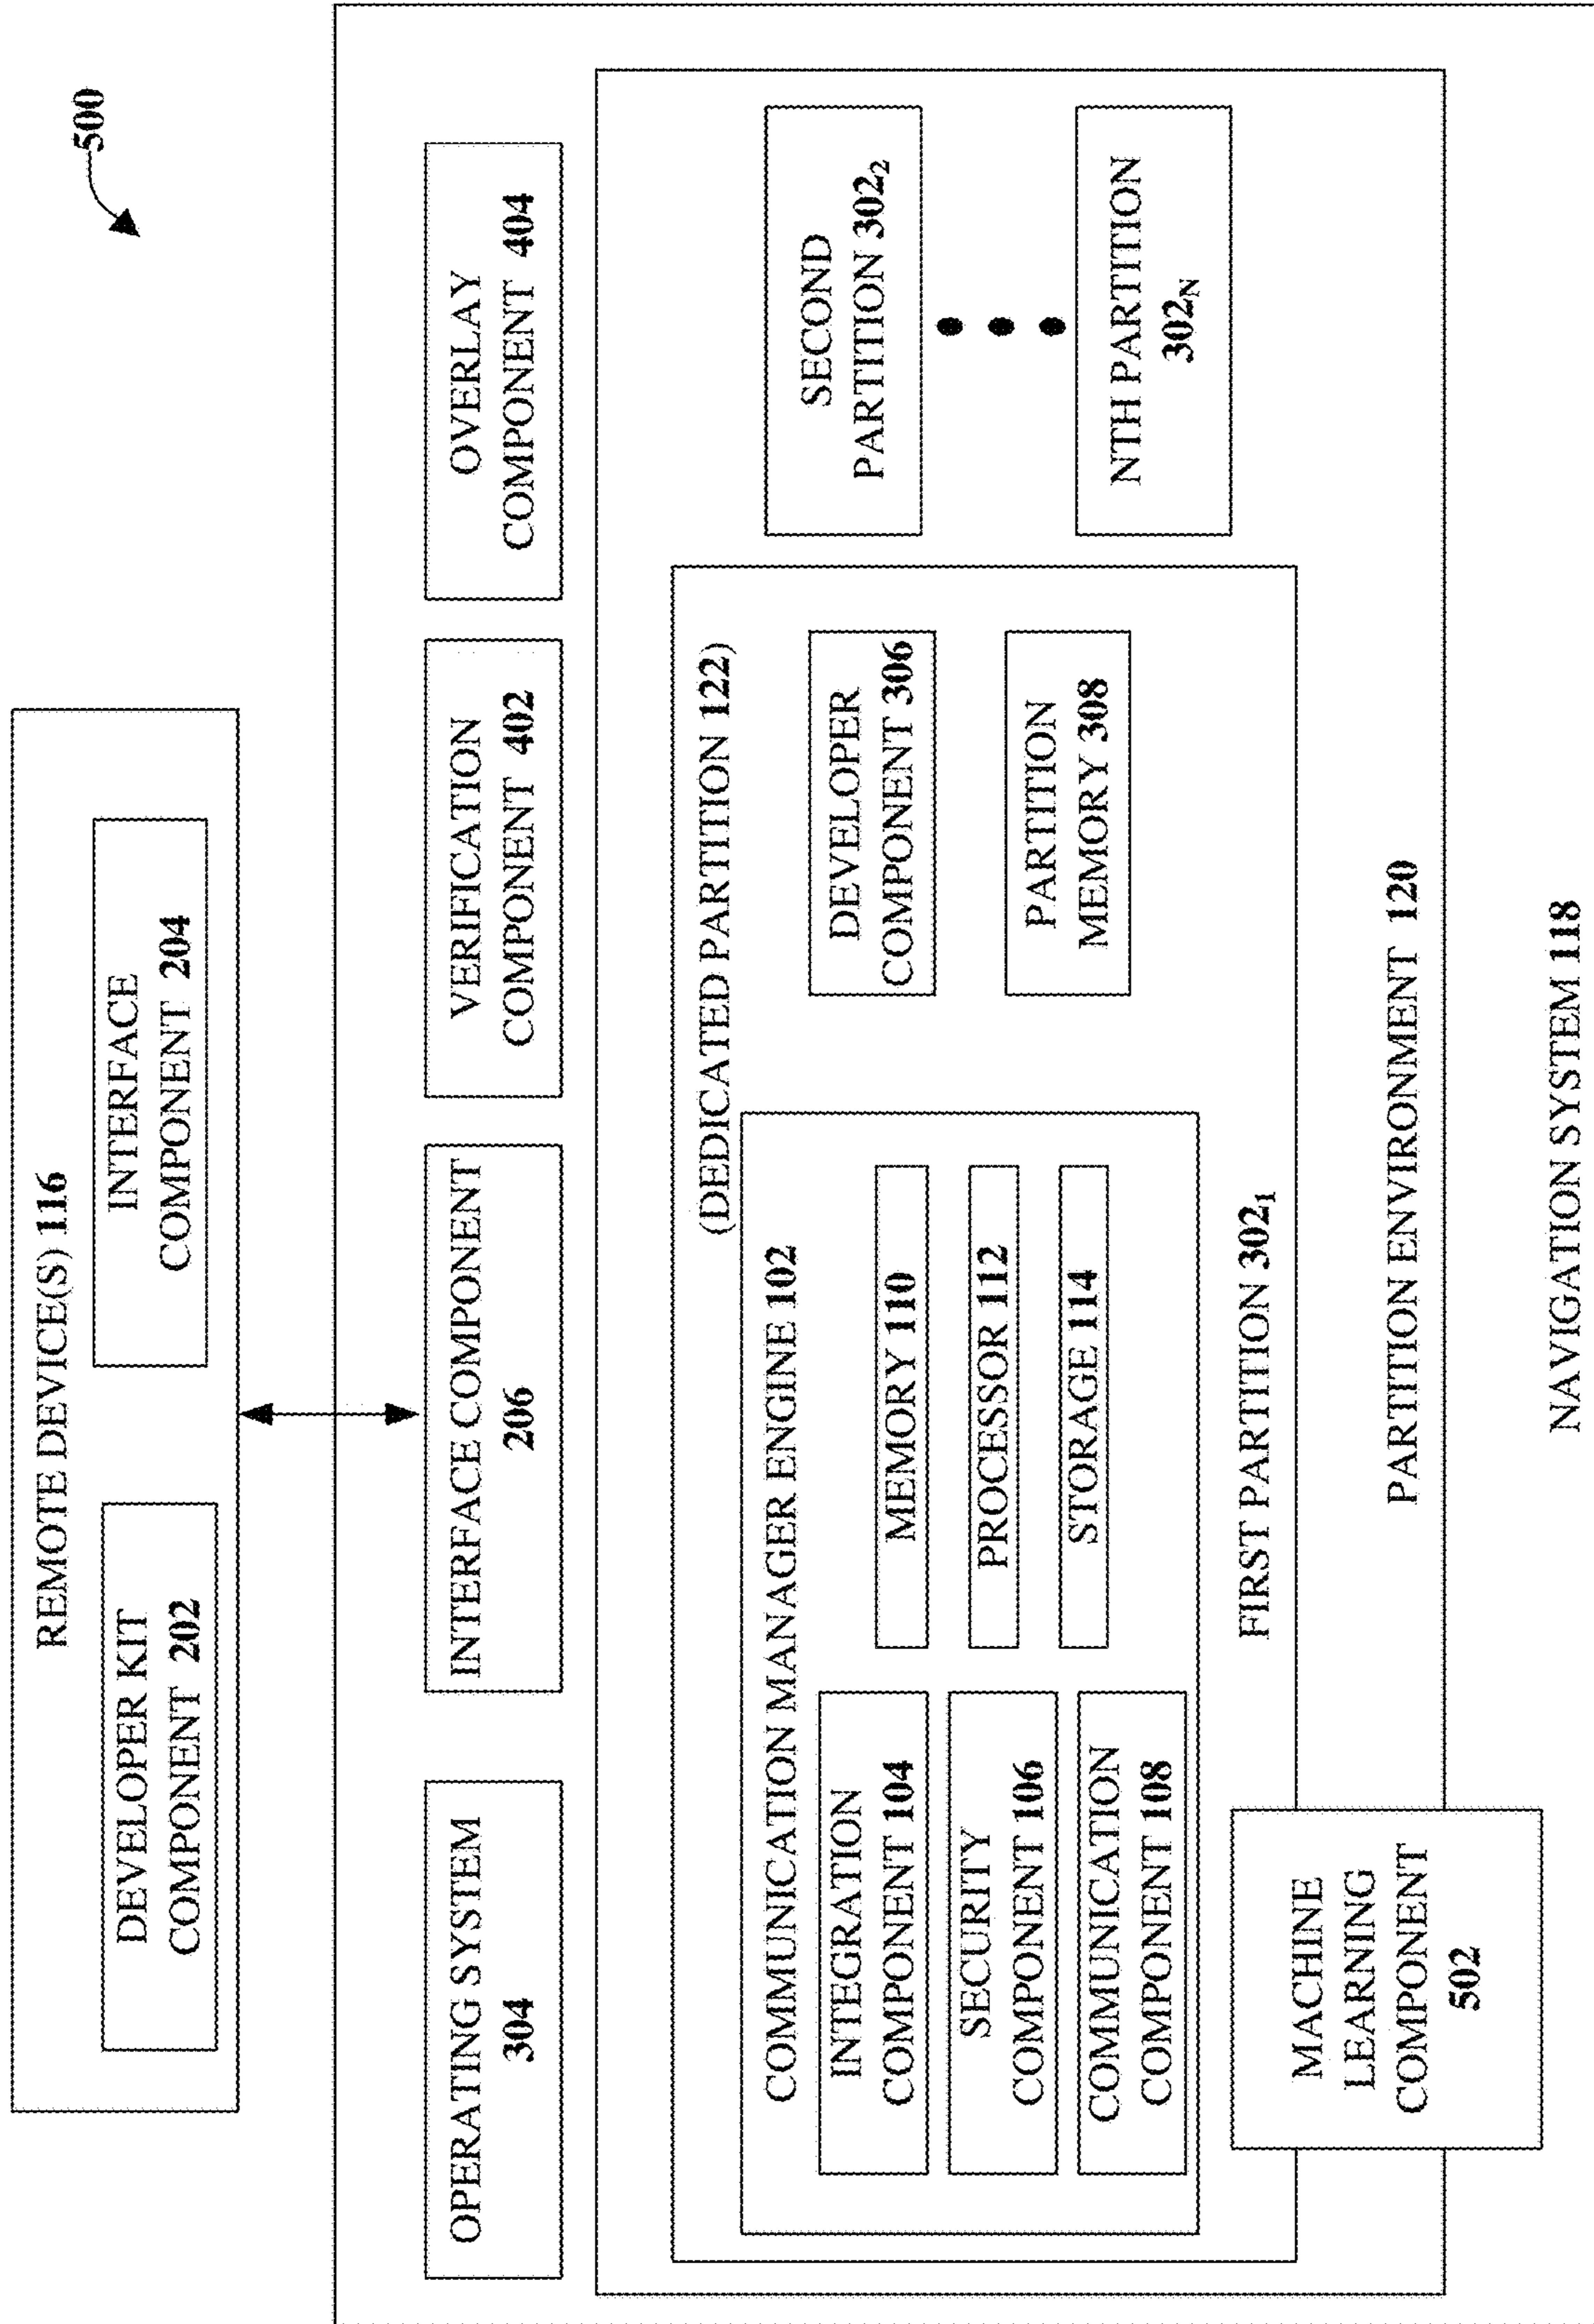 500
REMOTE DEVICE(S) 116
DEVELOPER KIT
COMPONENT 202
INTERFACE
COMPONENT 204
OPERATING SYSTEM
304
INTERFACE COMPONENT
206
VERIFICATION
COMPONENT 402
OVERLAY
COMPONENT 404
(DEDICATED PARTITION 122)
COMMUNICATION MANAGER ENGINE 102
INTEGRATION
COMPONENT 104
SECURITY
COMPONENT 106
COMMUNICATION
COMPONENT 108
MEMORY 110
PROCESSOR 112
STORAGE 114
DEVELOPER
COMPONENT 306
PARTITION
MEMORY 308
SECOND
PARTITION 302₂
NTH PARTITION
302ₙ
FIRST PARTITION 302₁
MACHINE
LEARNING
COMPONENT
502
PARTITION ENVIRONMENT 120
NAVIGATION SYSTEM 118